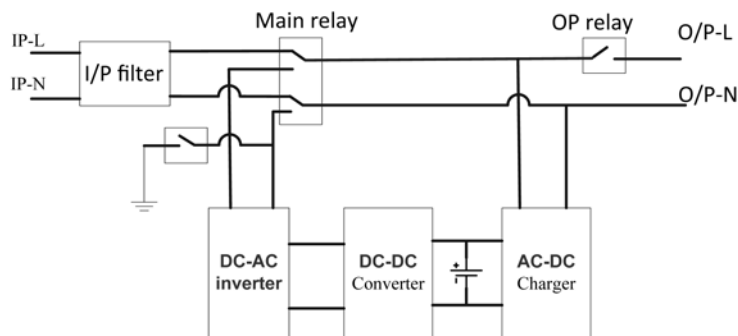 Main relay
OP relay
IP-L
O/P-L
I/P filter
IP-N
O/P-N
DC-AC
inverter
DC-DC
Converter
+
-
AC-DC
Charger